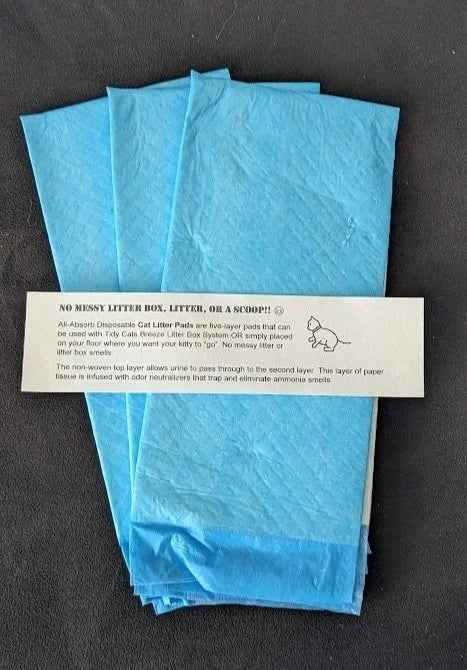 NO MESSY LITTER BOX, LITTER, OR A SCOOP!! ☺
All-Absorb Disposable Cat Litter Pads are five-layer pads that can
be used with Tidy Cats Breeze Litter Box System OR simply placed
on your floor where you want your kitty to "go". No messy litter or
litter box smells.
The non-woven top layer allows urine to pass through to the second layer. This layer of paper
tissue is infused with odor neutralizers that trap and eliminate ammonia smells.